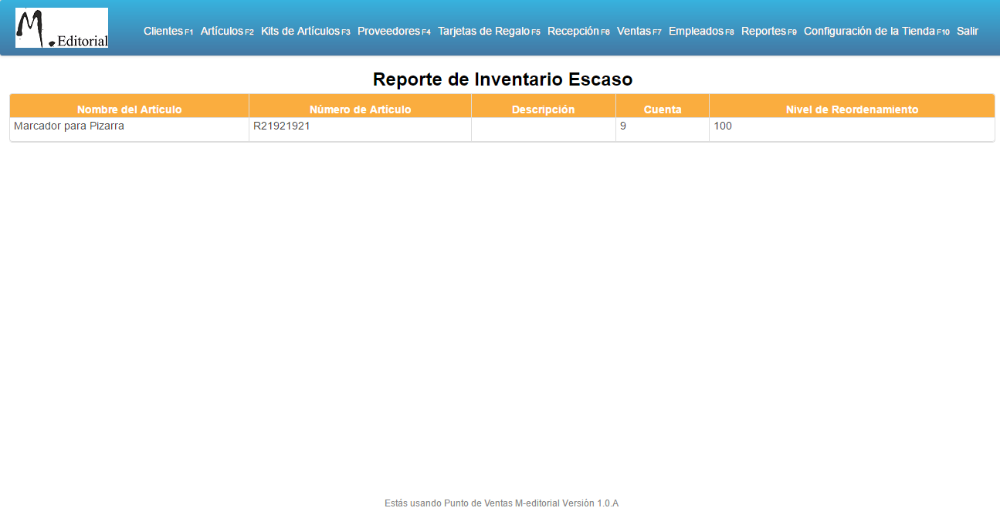 M. Editorial
Clientes F1 Artículos F2 Kits de Artículos F3 Proveedores F4 Tarjetas de Regalo F5 Recepción F6 Ventas F7 Empleados F8 Reportes F9 Configuración de la Tienda F10 Salir
Reporte de Inventario Escaso
Nombre del Artículo Número de Artículo Descripción Cuenta Nivel de Reordenamiento
Marcador para Pizarra R21921921 9 100
Estás usando Punto de Ventas M-editorial Versión 1.0.A